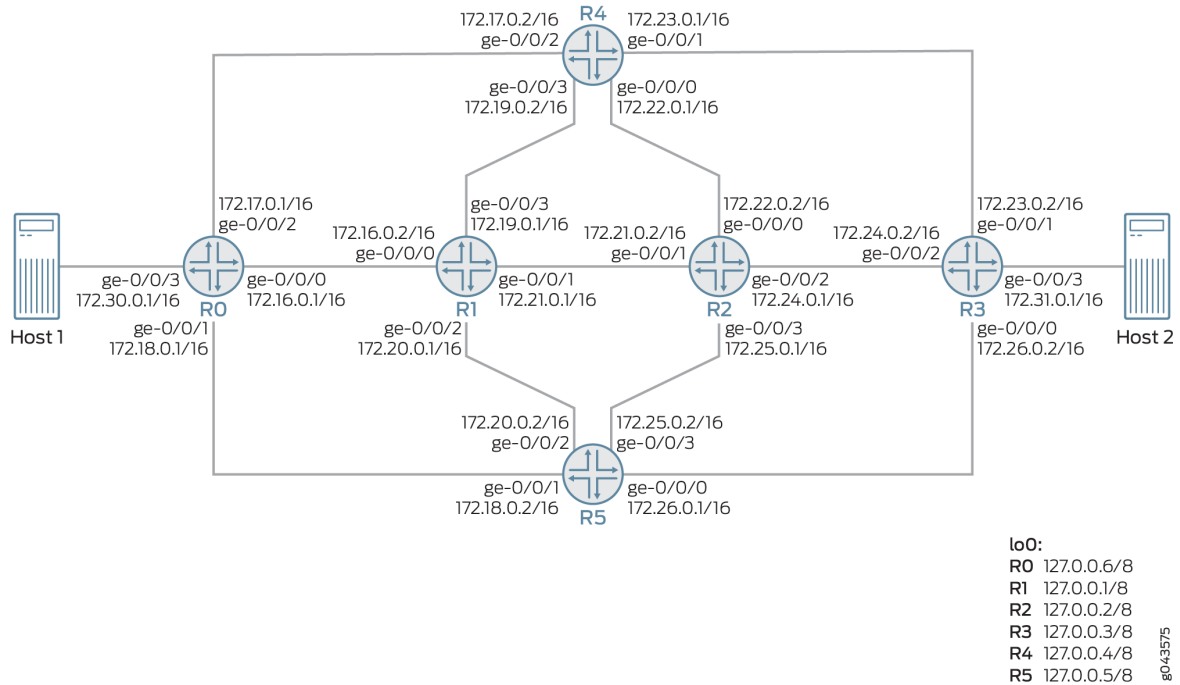 R4
172.17.0.2/16
ge-0/0/2
172.23.0.1/16
ge-0/0/1
ge-0/0/3
172.19.0.2/16
ge-0/0/0
172.22.0.1/16
172.17.0.1/16
ge-0/0/2
ge-0/0/3
172.19.0.1/16
172.22.0.2/16
ge-0/0/0
172.23.0.2/16
ge-0/0/1
172.16.0.2/16
ge-0/0/0
172.21.0.2/16
ge-0/0/1
172.24.0.2/16
ge-0/0/2
ge-0/0/3
172.30.0.1/16
ge-0/0/0
172.16.0.1/16
ge-0/0/1
172.21.0.1/16
ge-0/0/2
172.24.0.1/16
ge-0/0/3
172.31.0.1/16
Host 1
R0
R1
R2
R3
Host 2
ge-0/0/1
172.18.0.1/16
ge-0/0/2
172.20.0.1/16
ge-0/0/3
172.25.0.1/16
ge-0/0/0
172.26.0.2/16
172.20.0.2/16
ge-0/0/2
172.25.0.2/16
ge-0/0/3
ge-0/0/1
172.18.0.2/16
ge-0/0/0
172.26.0.1/16
R5
lo0:
R0 127.0.0.6/8
R1 127.0.0.1/8
R2 127.0.0.2/8
R3 127.0.0.3/8
R4 127.0.0.4/8
R5 127.0.0.5/8
g043575